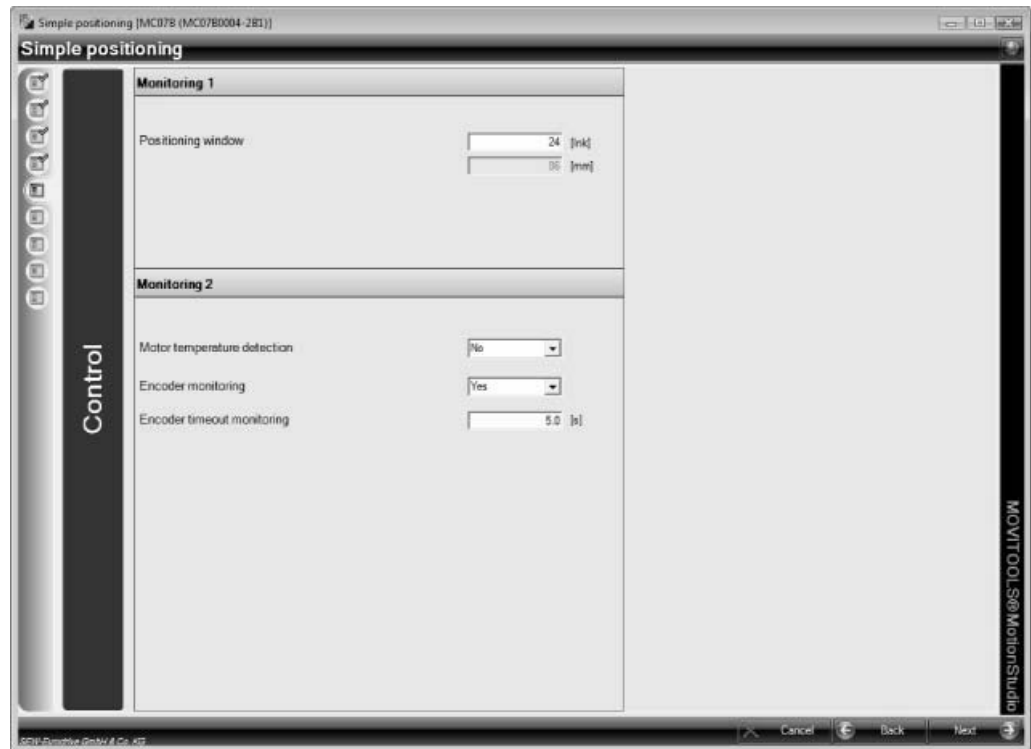 Simple positioning [MC07B (MC07B0004-2B1)]
Simple positioning
Monitoring 1
Positioning window
24 [Ink]
[mm]
Monitoring 2
Motor temperature detection
No
Encoder monitoring
Yes
Encoder timeout monitoring
5.0 [s]
Control
MOVITOOLS®MotionStudio
SEW-Eurodrive GmbH & Co. KG
Cancel
Back
Next